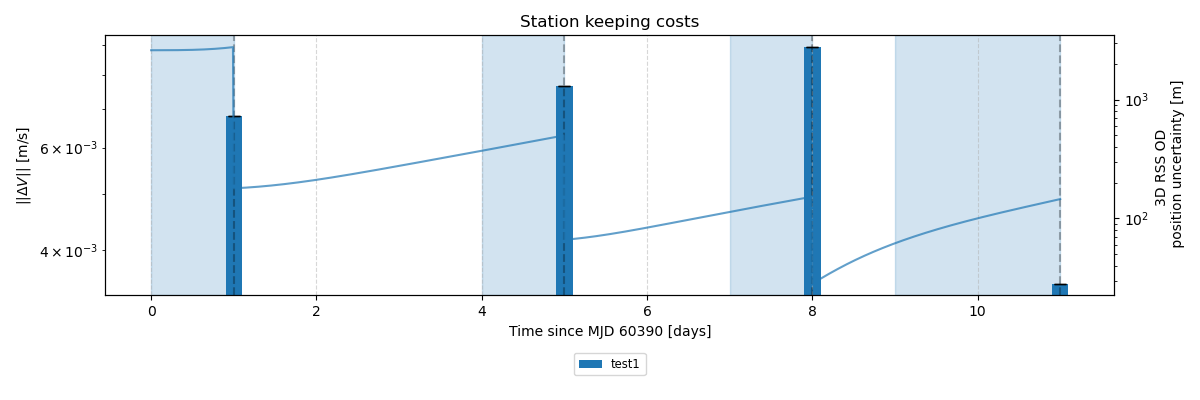 Station keeping costs
||ΔV|| [m/s]
6 × 10⁻³
4 × 10⁻³
10³
10²
3D RSS OD
position uncertainty [m]
0 2 4 6 8 10
Time since MJD 60390 [days]
test1